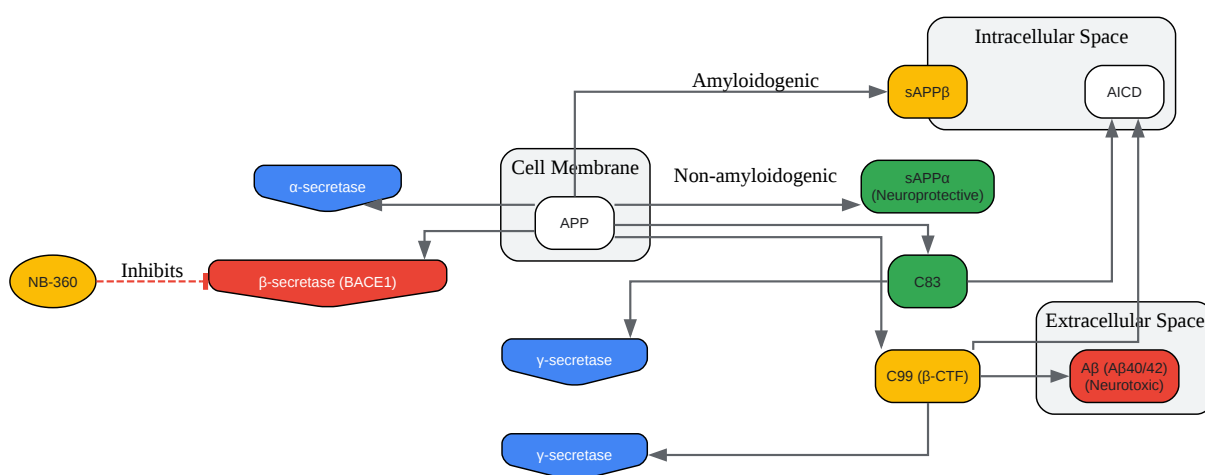 Intracellular Space
Amyloidogenic
sAPPβ
AICD
Cell Membrane
Non-amyloidogenic
sAPPα
(Neuroprotective)
α-secretase
APP
NB-360
Inhibits
β-secretase (BACE1)
C83
Extracellular Space
γ-secretase
C99 (β-CTF)
Aβ (Aβ40/42)
(Neurotoxic)
γ-secretase